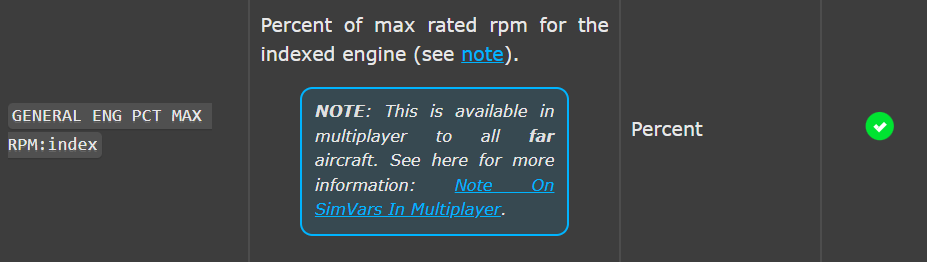 Percent of max rated rpm for the
indexed engine (see note).
NOTE: This is available in
multiplayer to all far
aircraft. See here for more
information: Note On
SimVars In Multiplayer.
GENERAL ENG PCT MAX
RPM:index
Percent